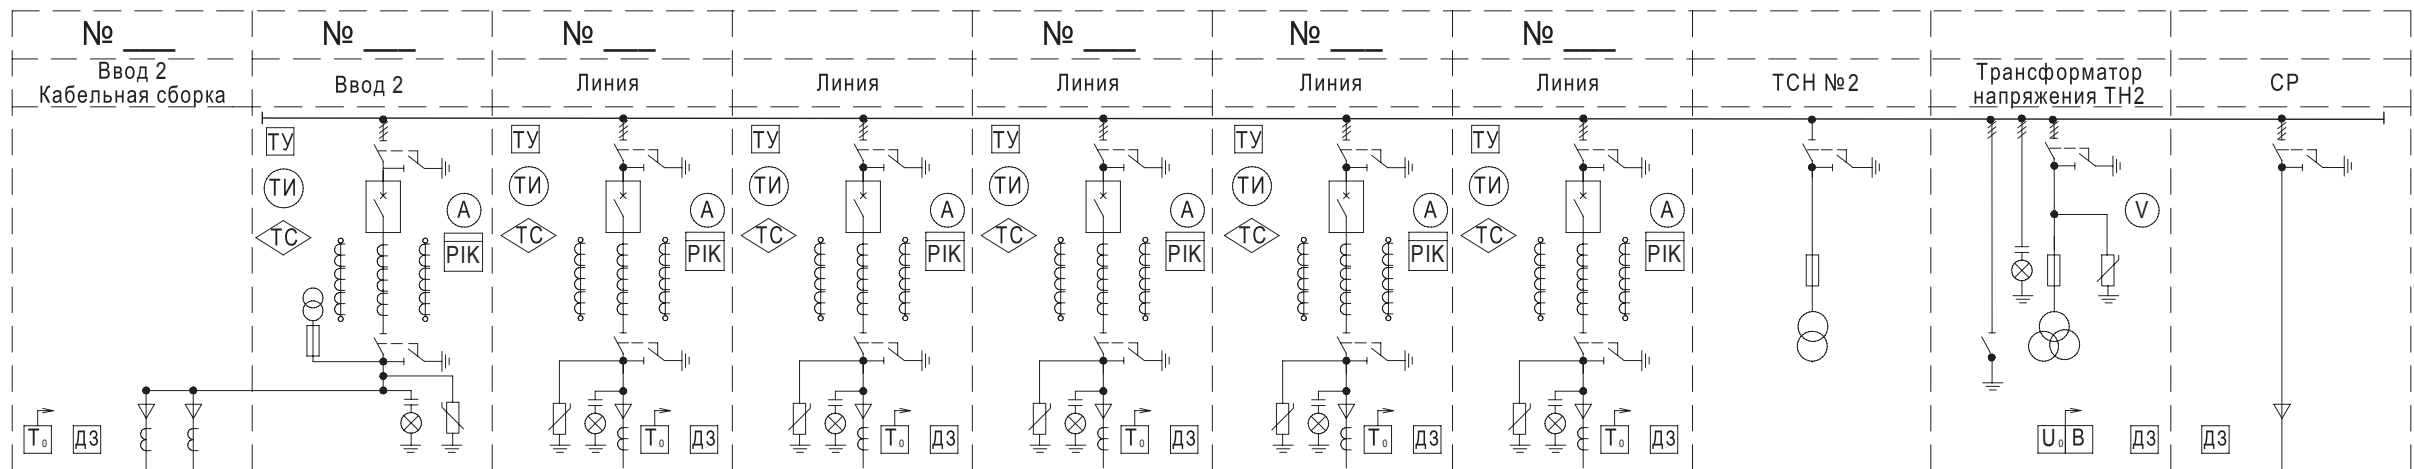 № ___ № ___ № ___ № ___ № ___ № ___
Ввод 2
Кабельная сборка
Ввод 2
Линия
Линия
Линия
Линия
Линия
ТСН №2
Трансформатор
напряжения ТН2
СР
ТУ ТУ ТУ ТУ ТУ ТУ
ТИ ТИ ТИ ТИ ТИ ТИ
А А А А А А V
ТС ТС ТС ТС ТС ТС
PIK PIK PIK PIK PIK PIK
T₀ ДЗ T₀ ДЗ T₀ ДЗ T₀ ДЗ T₀ ДЗ T₀ ДЗ U₀ B ДЗ ДЗ